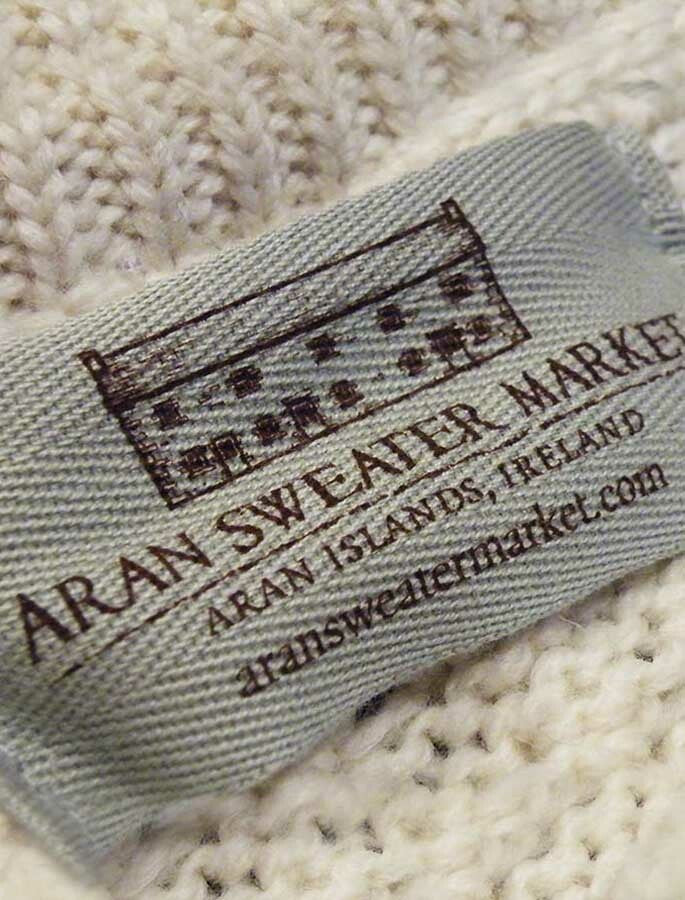 ARAN SWEATER MARKET
ARAN ISLANDS, IRELAND
aransweatermarket.com